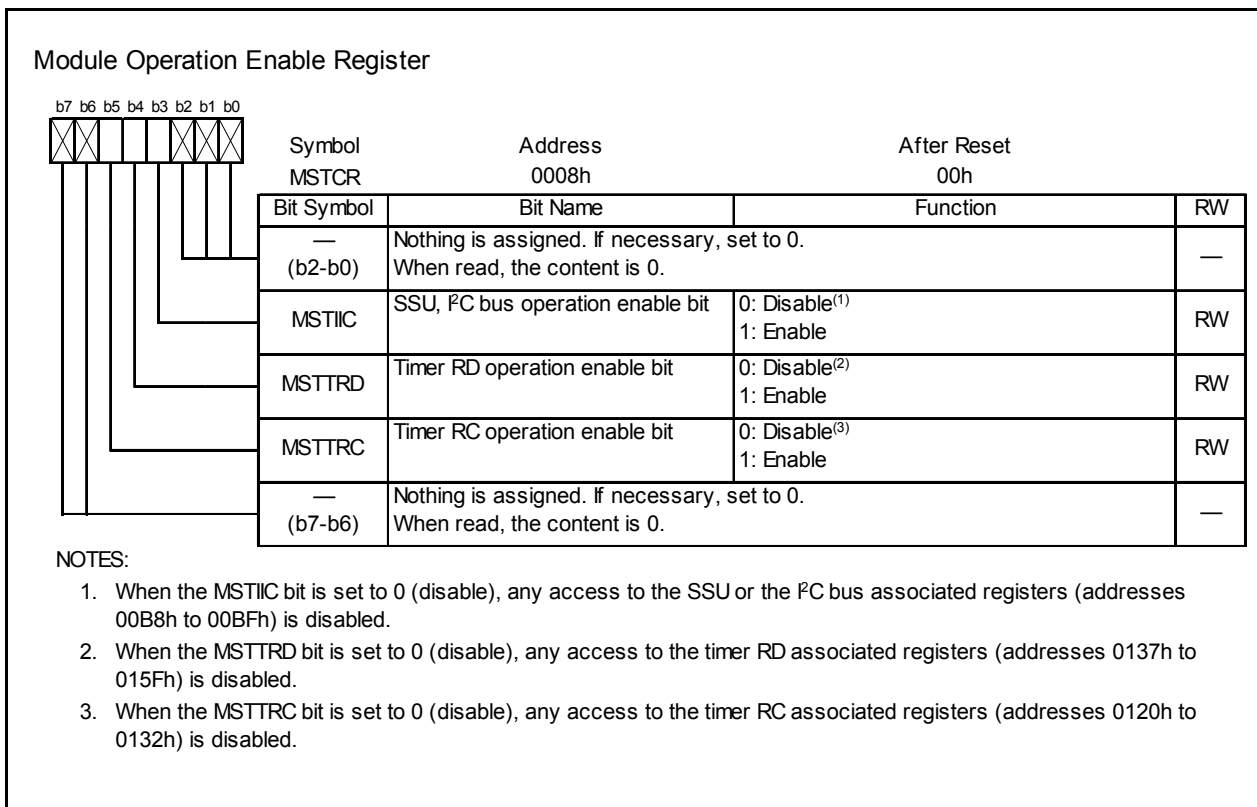 Module Operation Enable Register
b7 b6 b5 b4 b3 b2 b1 b0
Symbol Address After Reset
MSTCR 0008h 00h
Bit Symbol Bit Name Function RW
—
(b2-b0)
Nothing is assigned. If necessary, set to 0.
When read, the content is 0.
—
MSTIIC
SSU, I²C bus operation enable bit
0: Disable(1)
1: Enable
RW
MSTTRD
Timer RD operation enable bit
0: Disable(2)
1: Enable
RW
MSTTRC
Timer RC operation enable bit
0: Disable(3)
1: Enable
RW
—
(b7-b6)
Nothing is assigned. If necessary, set to 0.
When read, the content is 0.
—
NOTES:
1. When the MSTIIC bit is set to 0 (disable), any access to the SSU or the I²C bus associated registers (addresses
00B8h to 00BFh) is disabled.
2. When the MSTTRD bit is set to 0 (disable), any access to the timer RD associated registers (addresses 0137h to
015Fh) is disabled.
3. When the MSTTRC bit is set to 0 (disable), any access to the timer RC associated registers (addresses 0120h to
0132h) is disabled.